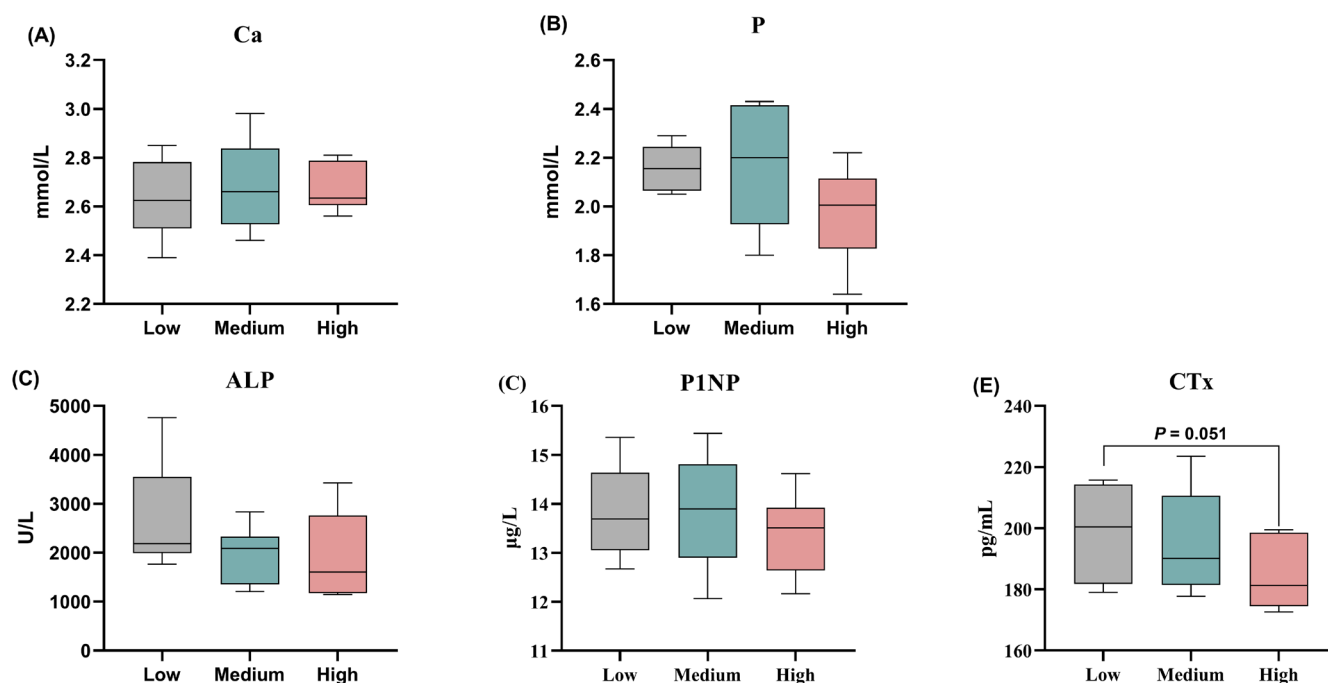 (A)
Ca
3.2
3.0
2.8
2.6
2.4
2.2
mmol/L
Low Medium High
(B)
P
2.6
2.4
2.2
2.0
1.8
1.6
mmol/L
Low Medium High
(C)
ALP
5000
4000
3000
2000
1000
0
U/L
Low Medium High
(C)
P1NP
16
15
14
13
12
11
µg/L
Low Medium High
(E)
CTx
240
220
200
180
160
pg/mL
P = 0.051
Low Medium High